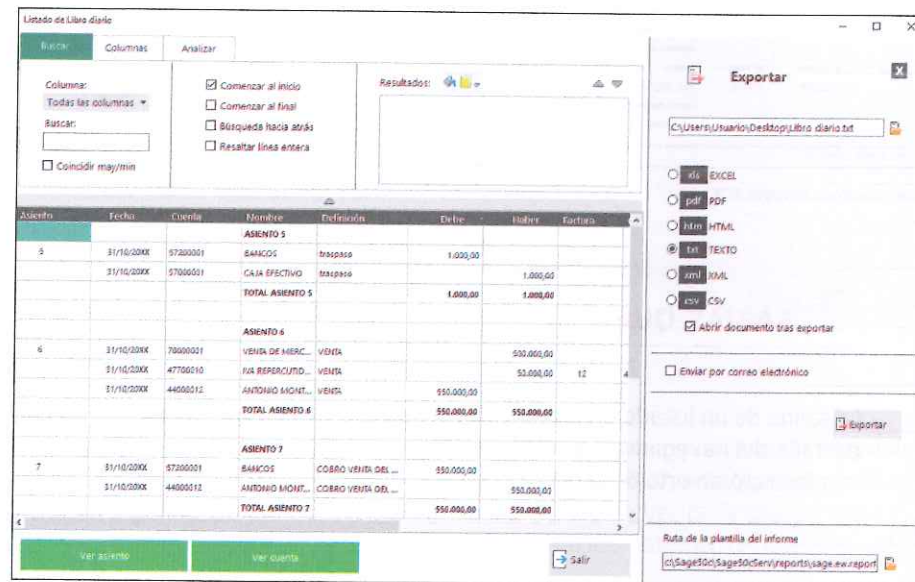 Listado de Libro diario
Buscar Columnas Analizar
Columna:
Todas las columnas
Buscar:
Coincidir may/min
Comenzar al inicio
Comenzar al final
Búsqueda hacia atrás
Resaltar línea entera
Resultados:
Asiento Fecha Cuenta Nombre Definición Debe Haber Factura
ASIENTO 5
5 31/10/20XX 57200001 BANCOS traspaso 1.000,00
31/10/20XX 57000001 CAJA EFECTIVO traspaso 1.000,00
TOTAL ASIENTO 5 1.000,00 1.000,00
ASIENTO 6
6 31/10/20XX 70000001 VENTA DE MERC... VENTA 500.000,00
31/10/20XX 47700010 IVA REPERCUTID... VENTA 50.000,00 12 4
31/10/20XX 44000012 ANTONIO MONT... VENTA 550.000,00
TOTAL ASIENTO 6 550.000,00 550.000,00
ASIENTO 7
7 31/10/20XX 57200001 BANCOS COBRO VENTA DEL ... 550.000,00
31/10/20XX 44000012 ANTONIO MONT... COBRO VENTA DEL ... 550.000,00
TOTAL ASIENTO 7 550.000,00 550.000,00
Ver asiento Ver cuenta Salir
Exportar X
C:\Users\Usuario\Desktop\Libro diario.txt
xls EXCEL
pdf PDF
htm HTML
txt TEXTO
xml XML
csv CSV
Abrir documento tras exportar
Enviar por correo electrónico
Exportar
Ruta de la plantilla del informe
c:\Sage50c\Sage50cServ\reports\sage.ew.report